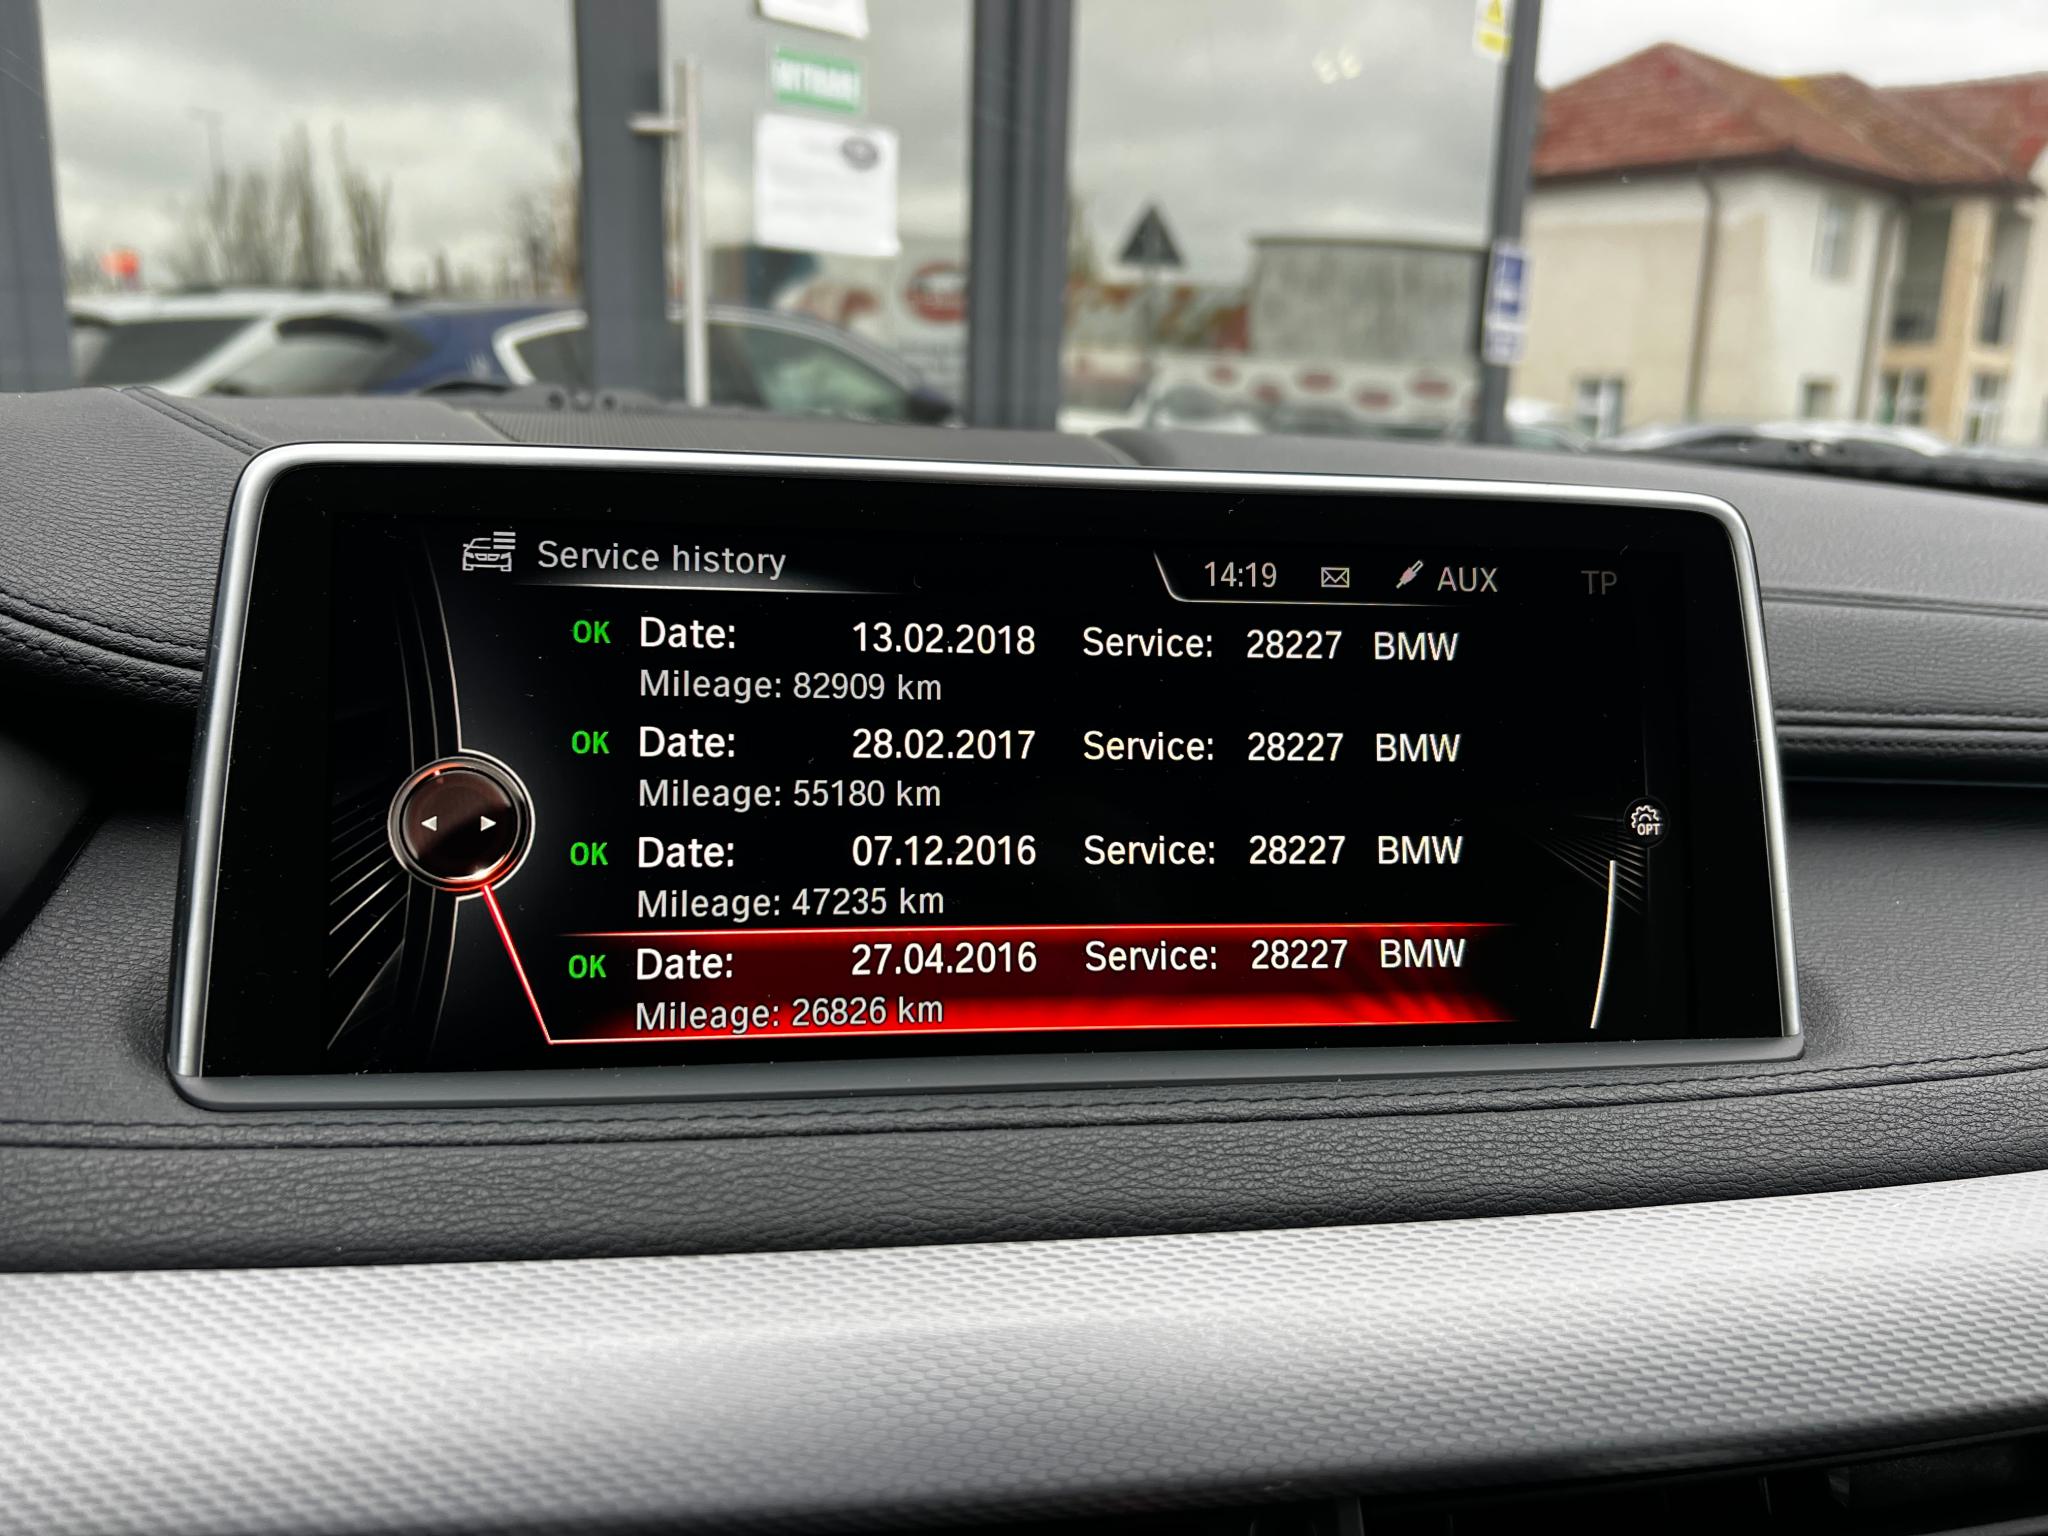 Service history
14:19 AUX TP
OK Date: 13.02.2018 Service: 28227 BMW
Mileage: 82909 km
OK Date: 28.02.2017 Service: 28227 BMW
Mileage: 55180 km
OK Date: 07.12.2016 Service: 28227 BMW
Mileage: 47235 km
OPT
OK Date: 27.04.2016 Service: 28227 BMW
Mileage: 26826 km